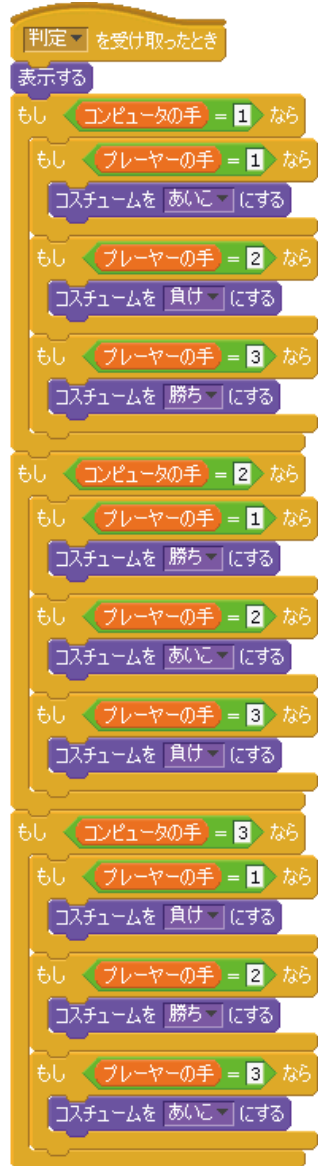 判定 を受け取ったとき
表示する
もし コンピュータの手 = 1 なら
もし プレーヤーの手 = 1 なら
コスチュームを あいこ にする
もし プレーヤーの手 = 2 なら
コスチュームを 負け にする
もし プレーヤーの手 = 3 なら
コスチュームを 勝ち にする
もし コンピュータの手 = 2 なら
もし プレーヤーの手 = 1 なら
コスチュームを 勝ち にする
もし プレーヤーの手 = 2 なら
コスチュームを あいこ にする
もし プレーヤーの手 = 3 なら
コスチュームを 負け にする
もし コンピュータの手 = 3 なら
もし プレーヤーの手 = 1 なら
コスチュームを 負け にする
もし プレーヤーの手 = 2 なら
コスチュームを 勝ち にする
もし プレーヤーの手 = 3 なら
コスチュームを あいこ にする